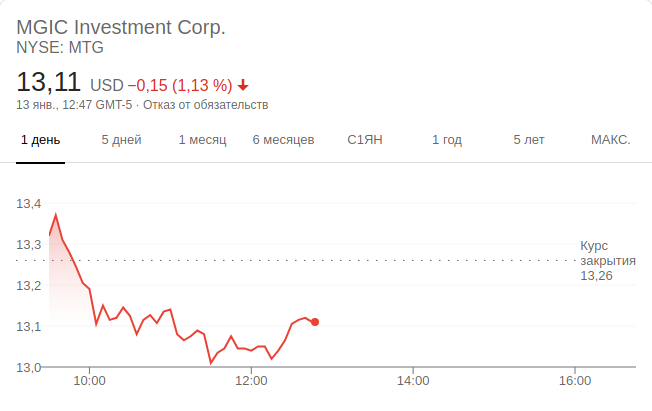 MGIC Investment Corp.
NYSE: MTG
13,11 USD −0,15 (1,13 %)
13 янв., 12:47 GMT-5 · Отказ от обязательств
1 день 5 дней 1 месяц 6 месяцев С1ЯН 1 год 5 лет МАКС.
13,4
13,3
13,2
13,1
13,0
Курс
закрытия
13,26
10:00 12:00 14:00 16:00